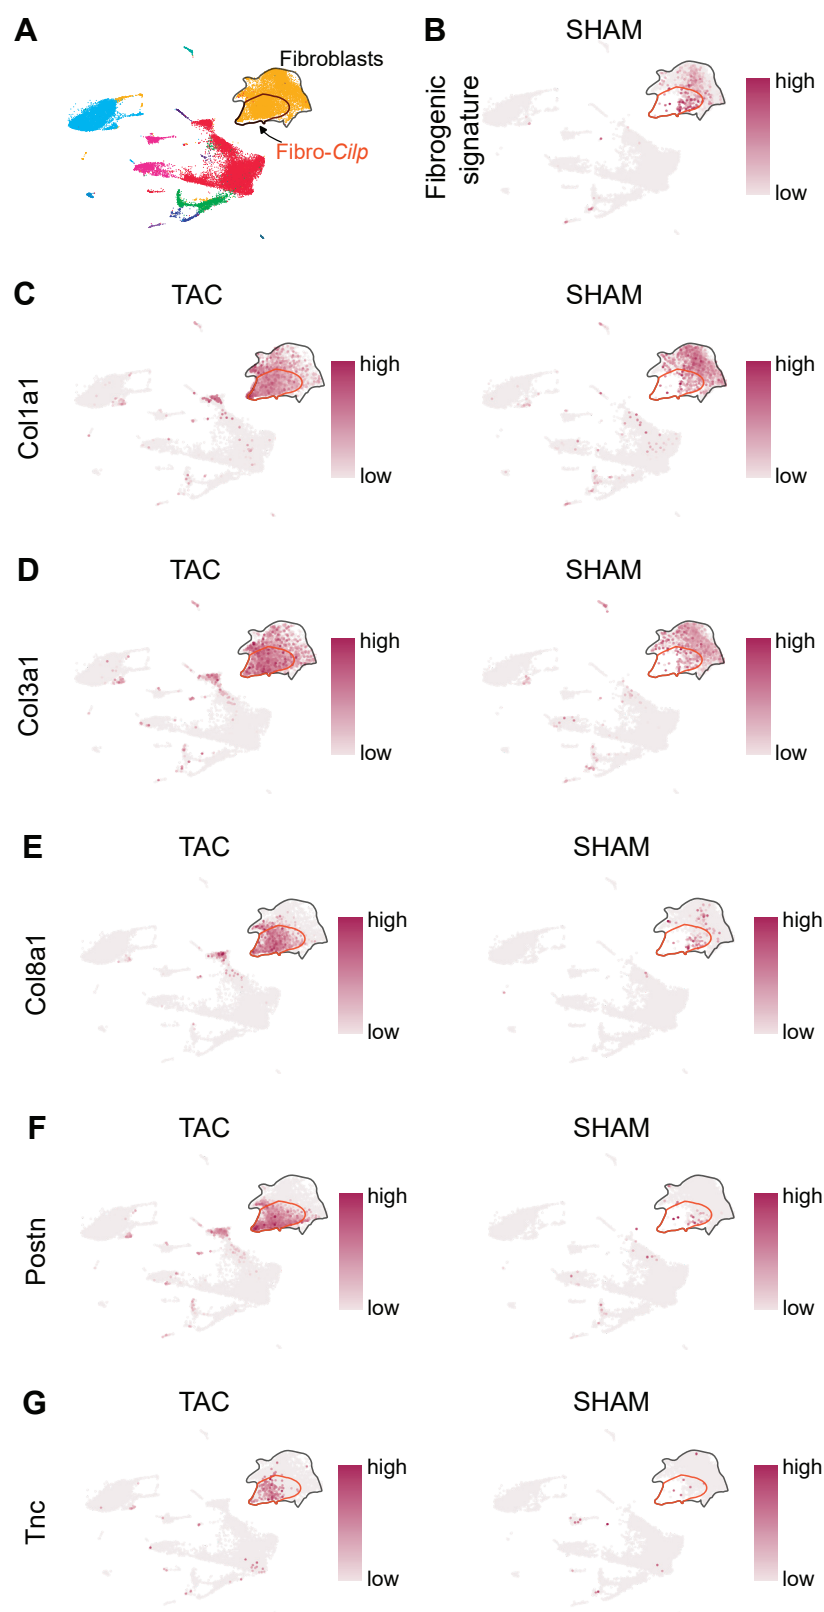 A
Fibroblasts
Fibro-Cilp
B
SHAM
Fibrogenic
signature
high
low
C
TAC
SHAM
Col1a1
high
low
high
low
D
TAC
SHAM
Col3a1
high
low
high
low
E
TAC
SHAM
Col8a1
high
low
high
low
F
TAC
SHAM
Postn
high
low
high
low
G
TAC
SHAM
Tnc
high
low
high
low